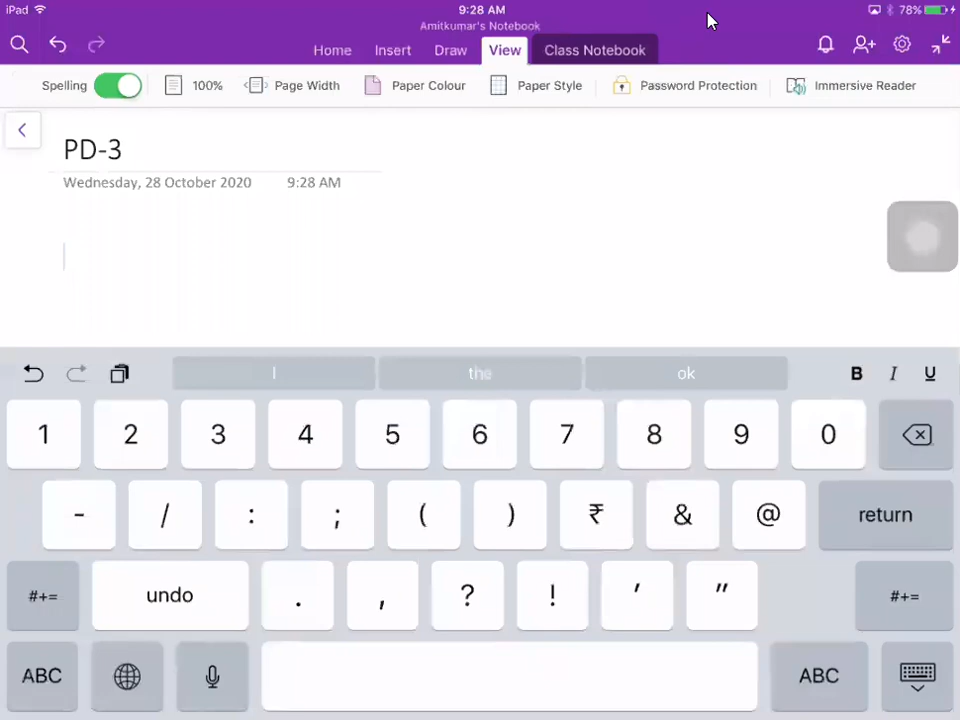 iPad 9:28 AM 78%
Amitkumar's Notebook
Home Insert Draw View Class Notebook
Spelling 100% Page Width Paper Colour Paper Style Password Protection Immersive Reader
PD-3
Wednesday, 28 October 2020 9:28 AM
I the ok B I U
1 2 3 4 5 6 7 8 9 0
- / : ; ( ) ₹ & @ return
#+= undo . , ? ! ' " #+=
ABC ABC